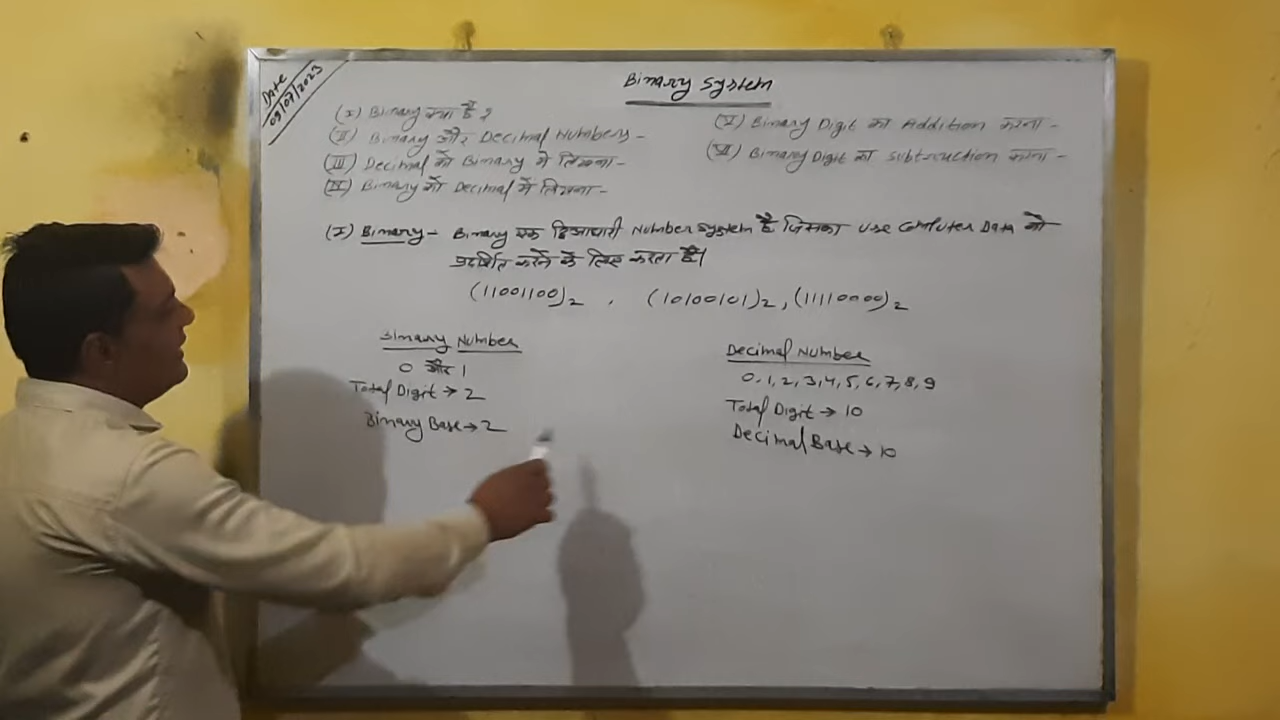 Date
09/07/2023
Binary System
(I) Binary क्या है ?
(II) Binary और Decimal Numbers -
(III) Decimal को Binary में लिखना -
(IV) Binary को Decimal में लिखना -
(V) Binary Digit का Addition करना -
(VI) Binary Digit का Subtruction करना -
(I) Binary - Binary एक द्विआधारी Number System है जिसका use Computer Data को
प्रदर्शित करने के लिए करता है।
(11001100)2 , (10100101)2, (11110000)2
Binary Number
0 और 1
Total Digit → 2
Binary Base → 2
Decimal Number
0, 1, 2, 3, 4, 5, 6, 7, 8, 9
Total Digit → 10
Decimal Base → 10